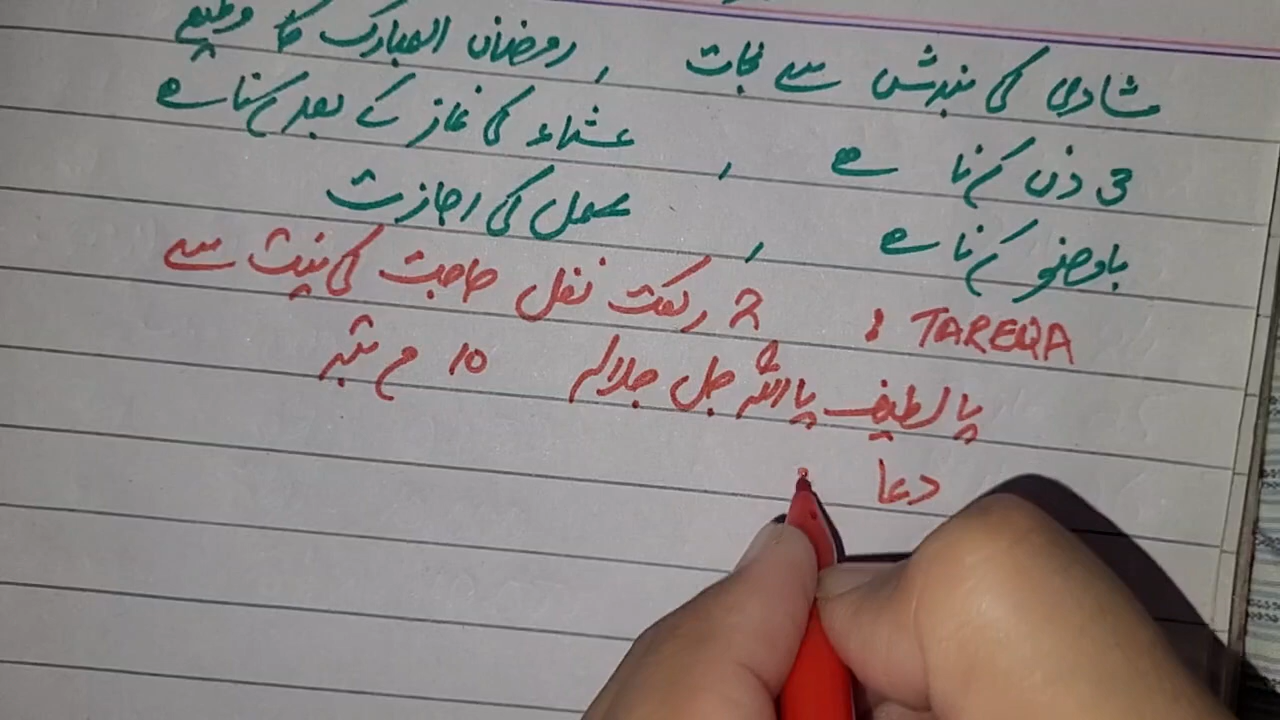 شادی کی بندش سے نجات , رمضان المبارک کا وظیفہ
3 دن کرنا ہے , عشاء کی نماز کے بعد کرنا ہے
باوضو کرنا ہے , عمل کی اجازت
TAREEQA : 2 رکعت نفل حاجت کی نیت سے
یا لطیف یا اللہ جل جلالہ 10 مرتبہ
دعا